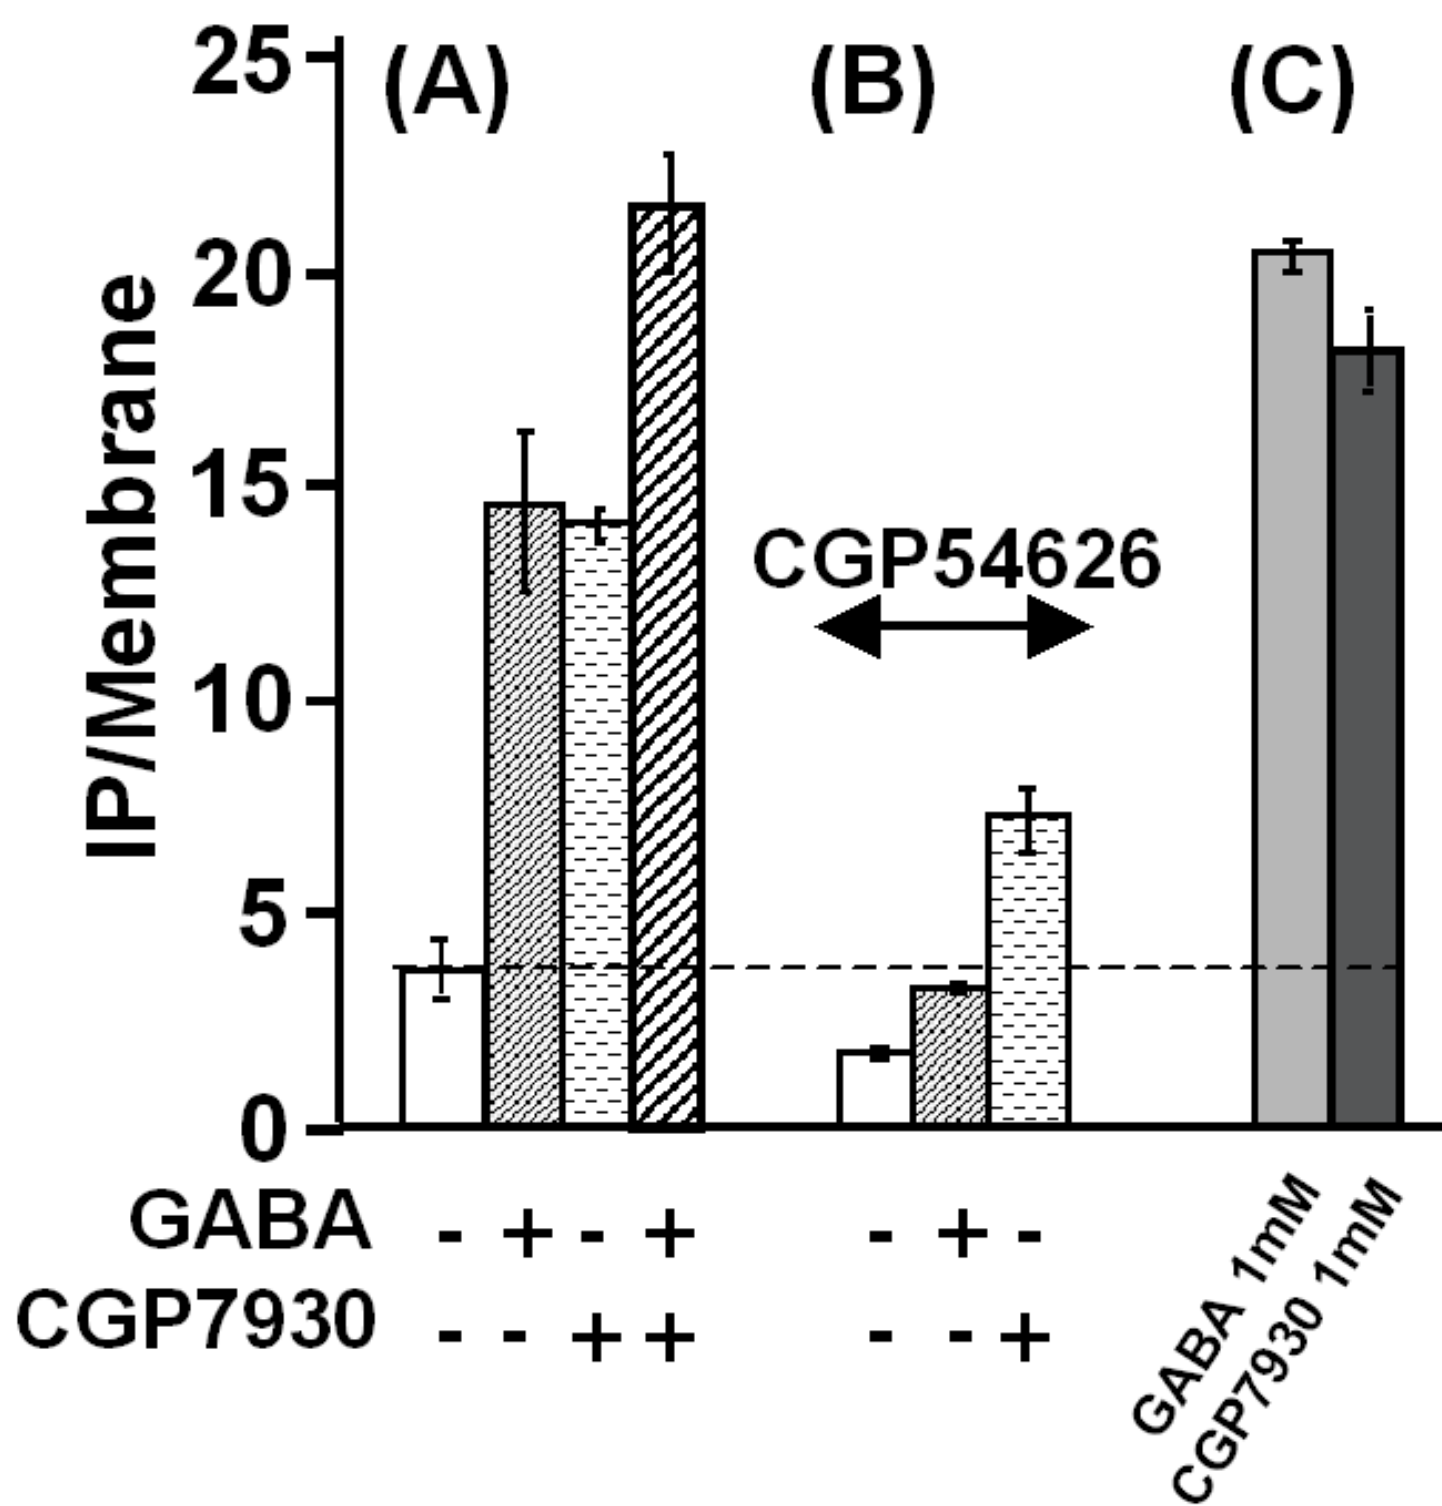 (A) (B) (C)
25
20
15
10
5
0
IP/Membrane
CGP54626
GABA - + - + - + -
CGP7930 - - + + - - +
GABA 1mM
CGP7930 1mM